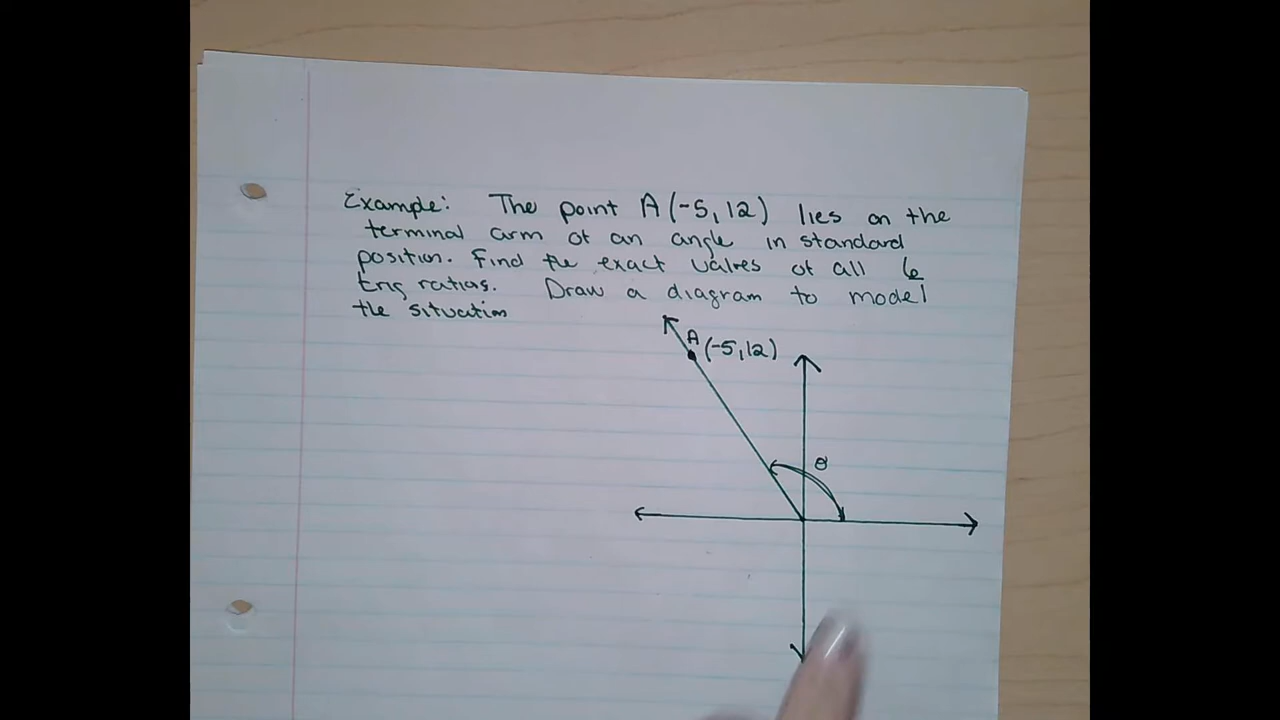 Example: The point A(-5, 12) lies on the
terminal arm of an angle in standard
position. Find the exact values of all 6
trig ratios. Draw a diagram to model
the situation
A(-5, 12)
θ